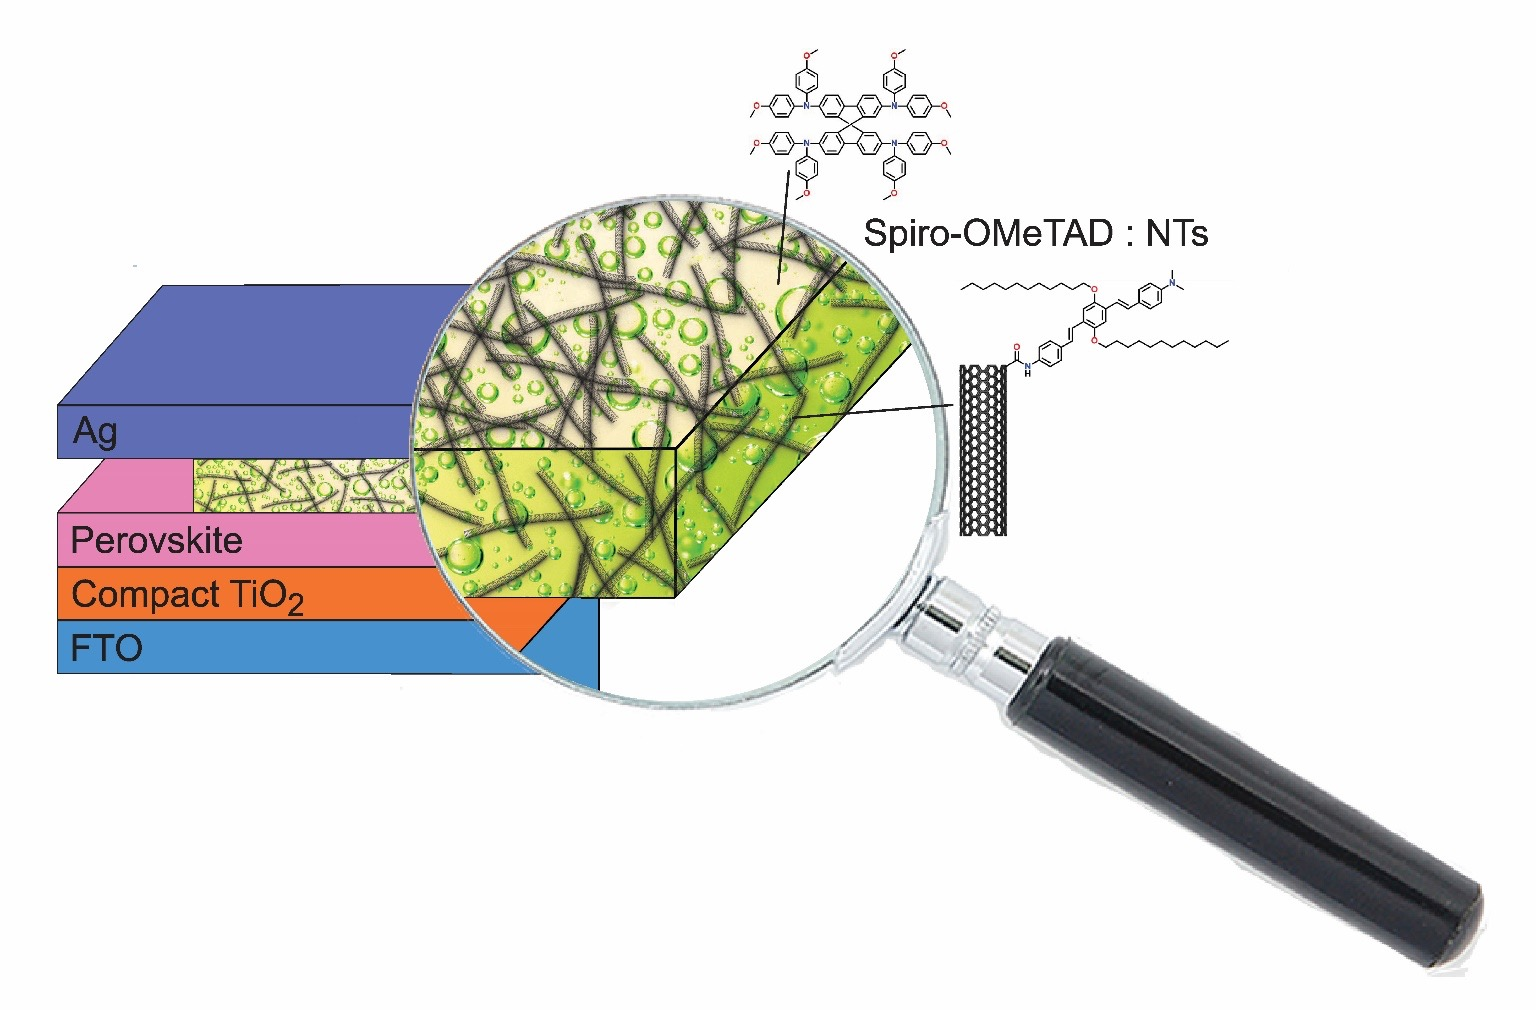 O
O
O
N
N
O
O
O
N
N
O
O
O
Spiro-OMeTAD : NTs
O
N
O
O
N
H
Ag
Perovskite
Compact TiO2
FTO